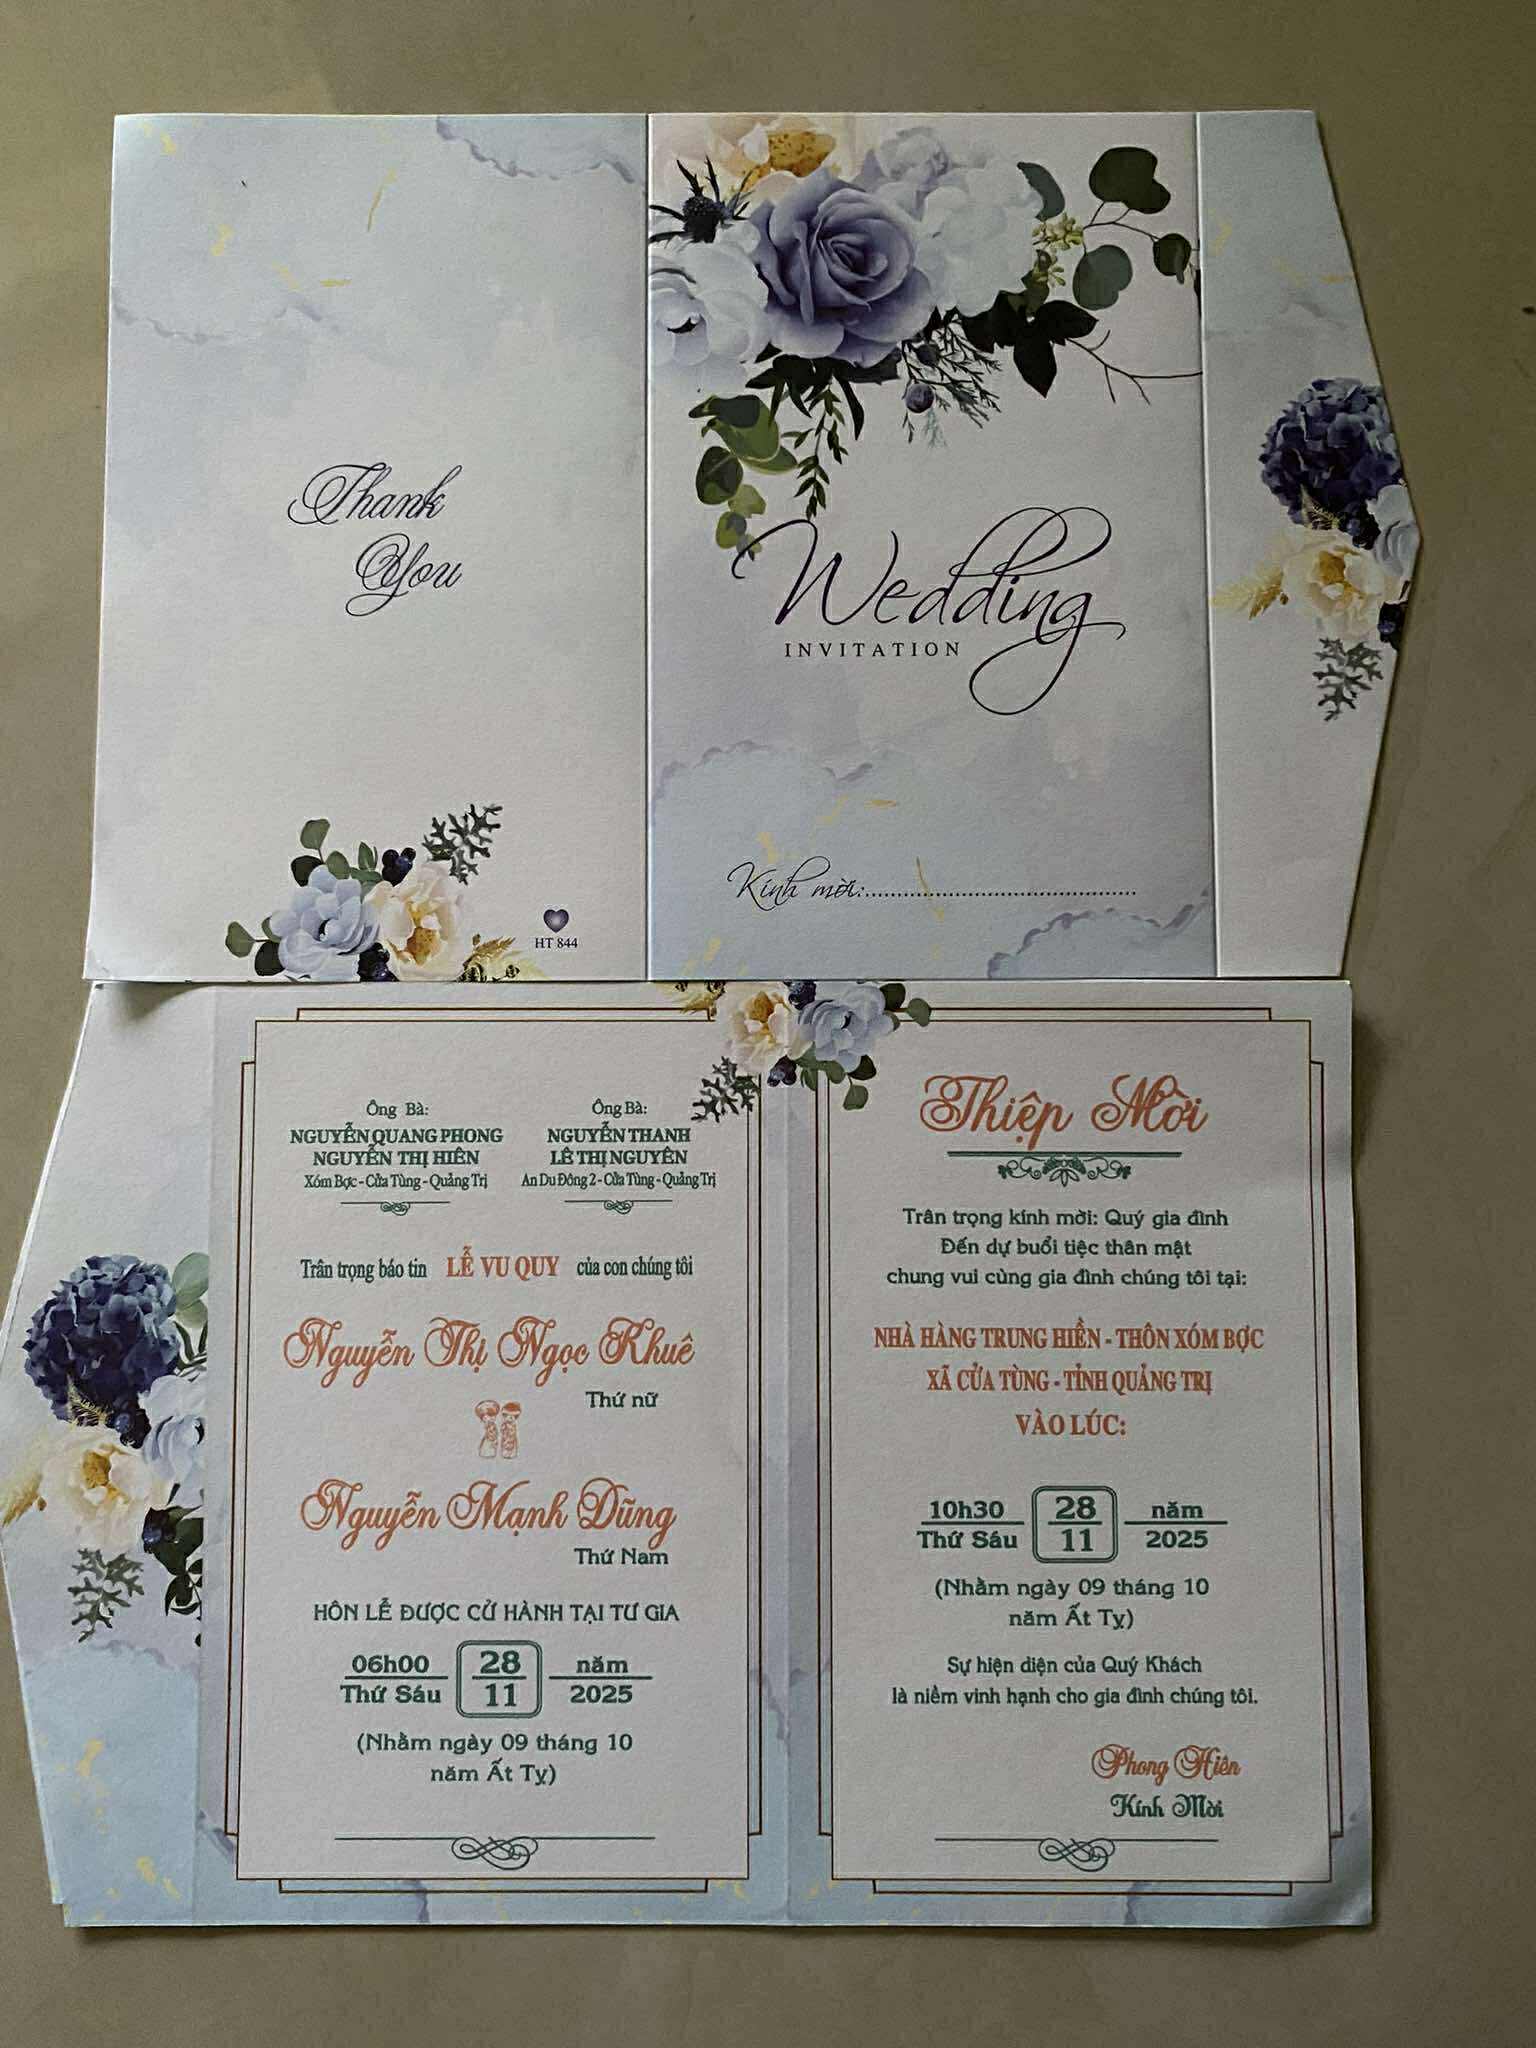 Thank
You
HT 844
Wedding
INVITATION
Kính mời:
Ông Bà:
NGUYỄN QUANG PHONG
NGUYỄN THỊ HIÊN
Xóm Bợc - Cửa Tùng - Quảng Trị
Ông Bà:
NGUYỄN THANH
LÊ THỊ NGUYÊN
An Du Đông 2 - Cửa Tùng - Quảng Trị
Trân trọng báo tin LỄ VU QUY của con chúng tôi
Nguyễn Thị Ngọc Khuê
Thứ nữ
Nguyễn Mạnh Dũng
Thứ Nam
HÔN LỄ ĐƯỢC CỬ HÀNH TẠI TƯ GIA
06h00 28 năm
Thứ Sáu 11 2025
(Nhằm ngày 09 tháng 10
năm Ất Tỵ)
Thiệp Mời
Trân trọng kính mời: Quý gia đình
Đến dự buổi tiệc thân mật
chung vui cùng gia đình chúng tôi tại:
NHÀ HÀNG TRUNG HIỀN - THÔN XÓM BỢC
XÃ CỬA TÙNG - TỈNH QUẢNG TRỊ
VÀO LÚC:
10h30 28 năm
Thứ Sáu 11 2025
(Nhằm ngày 09 tháng 10
năm Ất Tỵ)
Sự hiện diện của Quý Khách
là niềm vinh hạnh cho gia đình chúng tôi.
Phong Hiên
Kính Mời